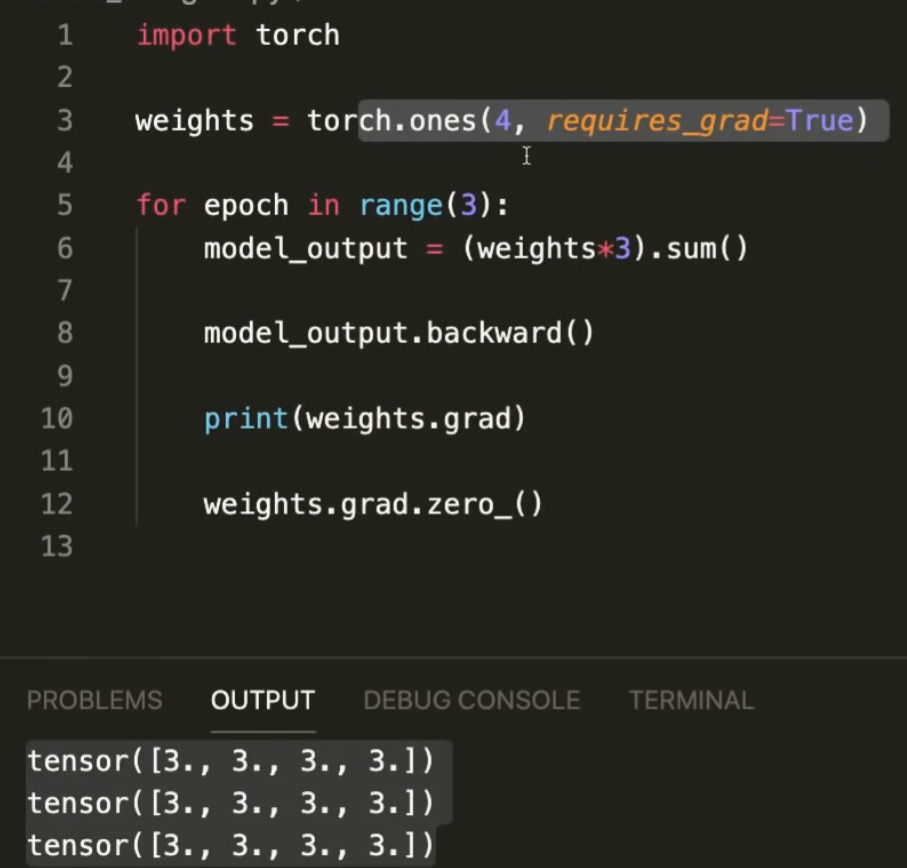 1 import torch
2
3 weights = torch.ones(4, requires_grad=True)
4
5 for epoch in range(3):
6 model_output = (weights*3).sum()
7
8 model_output.backward()
9
10 print(weights.grad)
11
12 weights.grad.zero_()
13
PROBLEMS OUTPUT DEBUG CONSOLE TERMINAL
tensor([3., 3., 3., 3.])
tensor([3., 3., 3., 3.])
tensor([3., 3., 3., 3.])